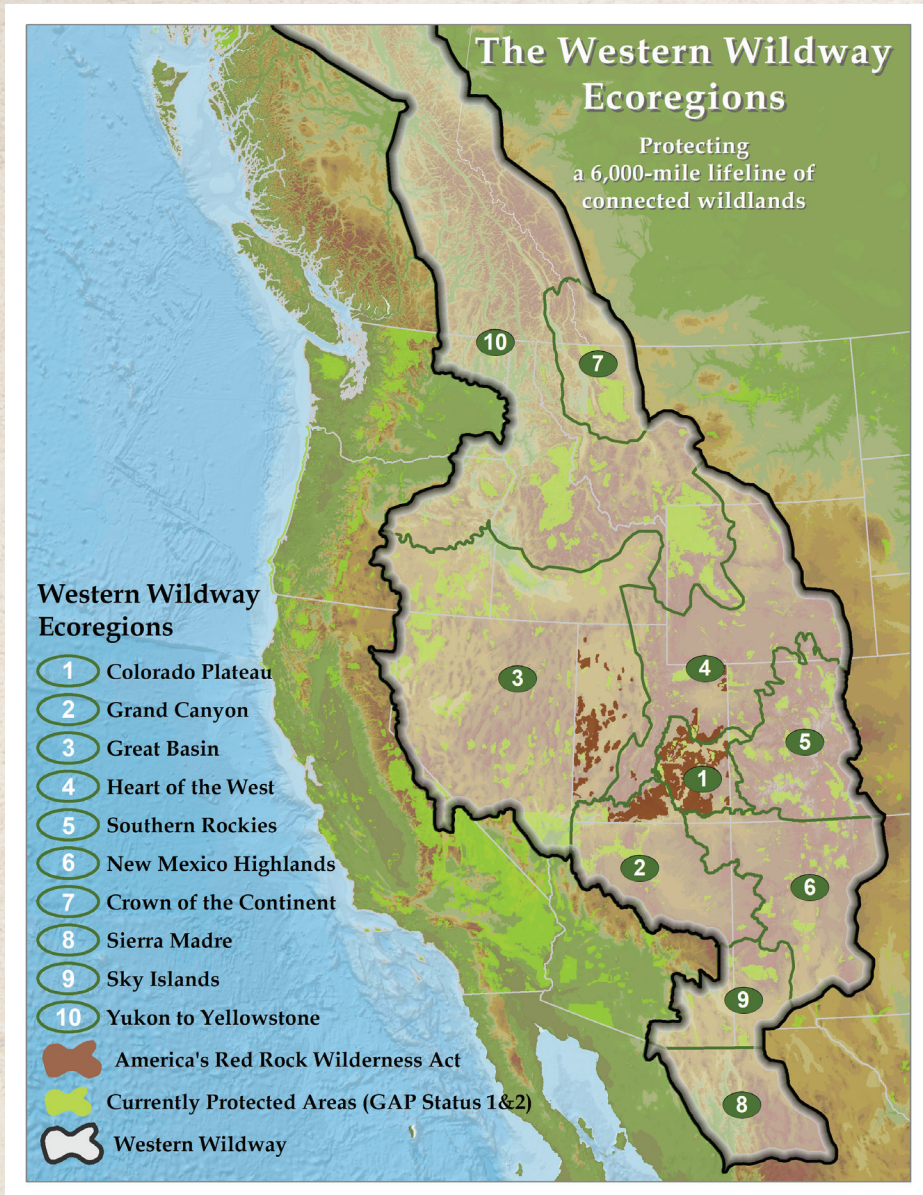 The Western Wildway
Ecoregions
Protecting
a 6,000-mile lifeline of
connected wildlands
10
7
3
4
5
1
2
6
9
8
Western Wildway
Ecoregions
1 Colorado Plateau
2 Grand Canyon
3 Great Basin
4 Heart of the West
5 Southern Rockies
6 New Mexico Highlands
7 Crown of the Continent
8 Sierra Madre
9 Sky Islands
10 Yukon to Yellowstone
America's Red Rock Wilderness Act
Currently Protected Areas (GAP Status 1&2)
Western Wildway